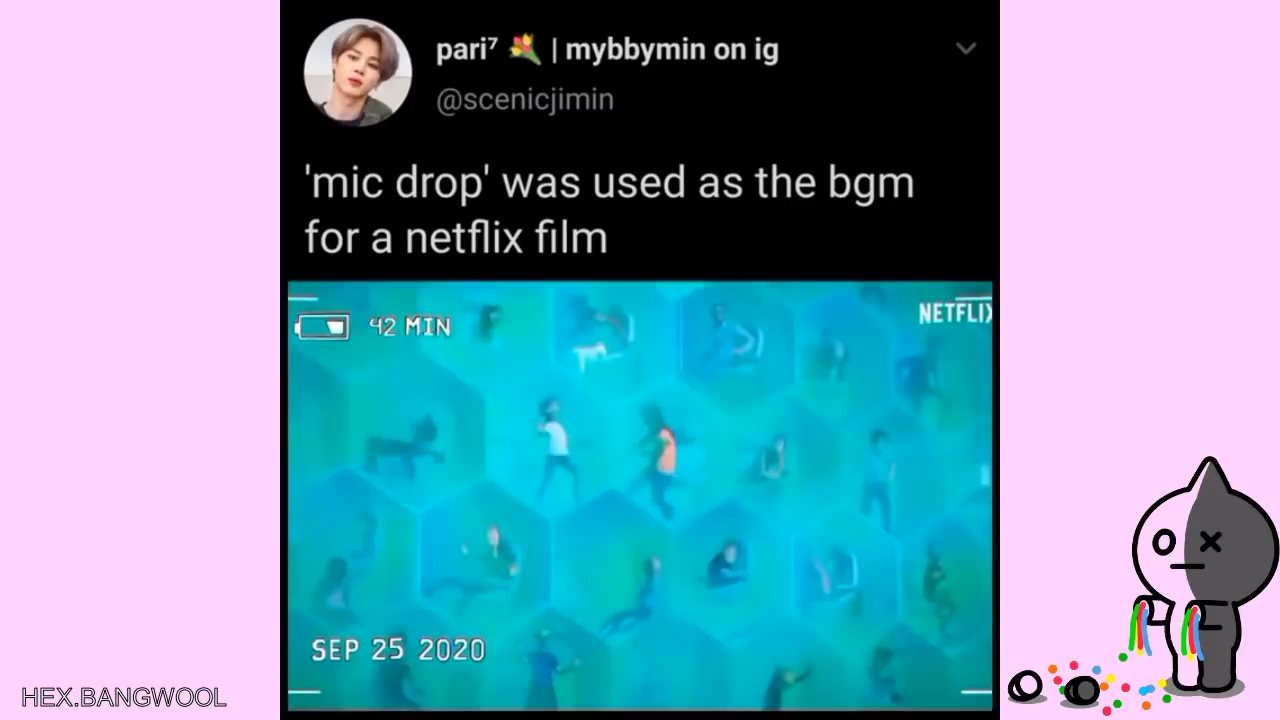 pari⁷ 💐 | mybbymin on ig
@scenicjimin
'mic drop' was used as the bgm
for a netflix film
42 MIN
NETFLIX
SEP 25 2020
HEX.BANGWOOL